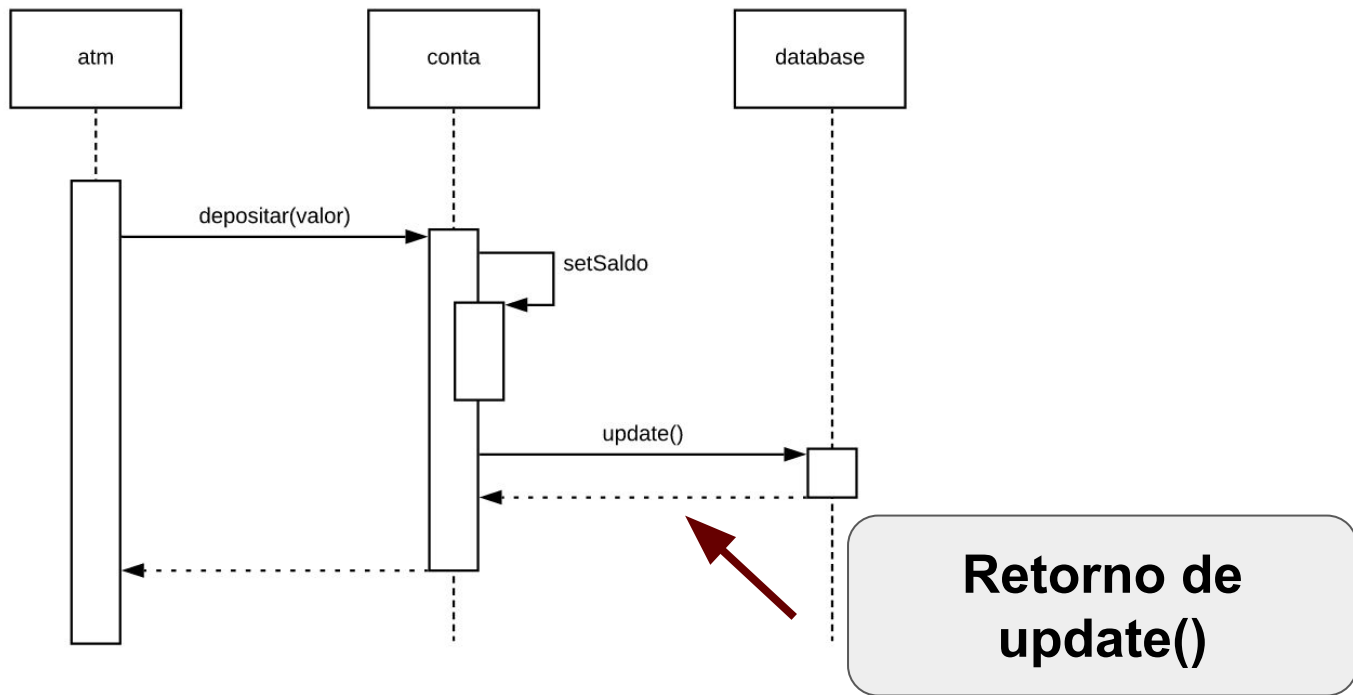 atm
conta
database
depositar(valor)
setSaldo
update()
Retorno de
update()